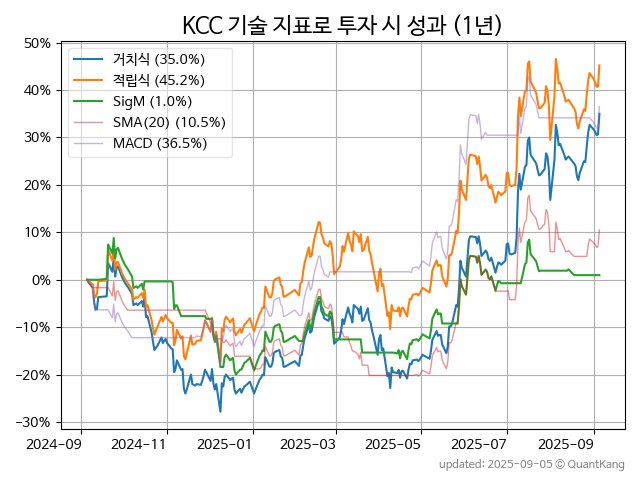 KCC 기술 지표로 투자 시 성과 (1년)
50%
40%
30%
20%
10%
0%
−10%
−20%
−30%
거치식 (35.0%)
적립식 (45.2%)
SigM (1.0%)
SMA(20) (10.5%)
MACD (36.5%)
2024-09
2024-11
2025-01
2025-03
2025-05
2025-07
2025-09
updated: 2025-09-05 © QuantKang